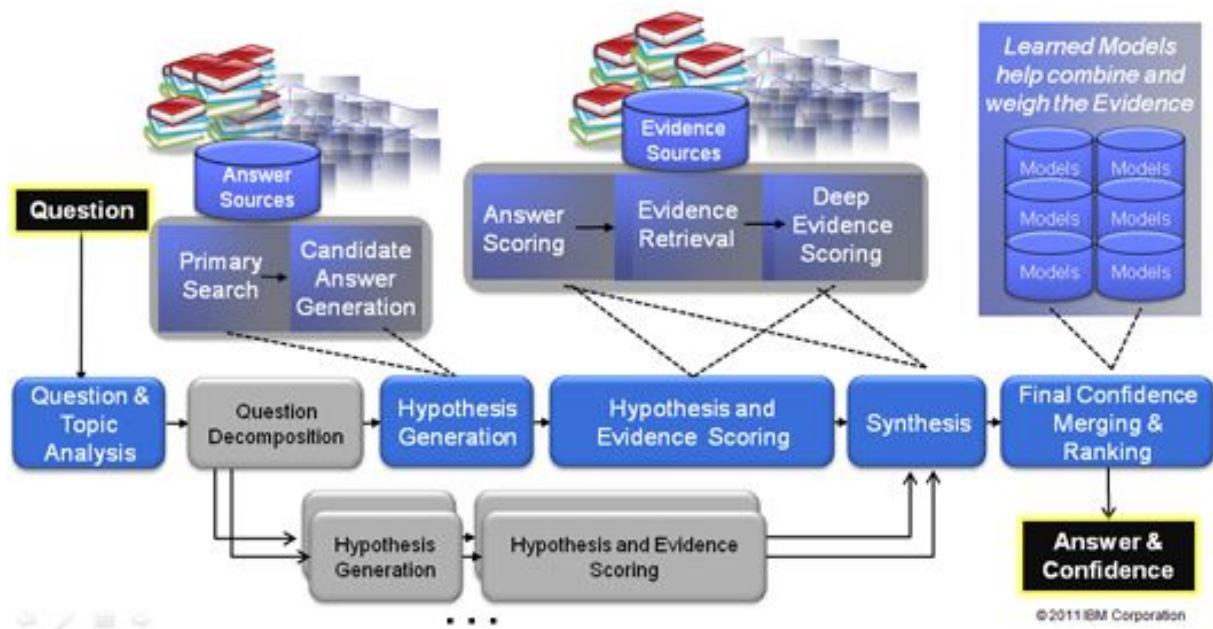 Learned Models
help combine and
weigh the Evidence
Models Models
Models Models
Models Models
Answer
Sources
Evidence
Sources
Question
Primary
Search
Candidate
Answer
Generation
Answer
Scoring
Evidence
Retrieval
Deep
Evidence
Scoring
Question &
Topic
Analysis
Question
Decomposition
Hypothesis
Generation
Hypothesis and
Evidence Scoring
Synthesis
Final Confidence
Merging &
Ranking
Hypothesis
Generation
Hypothesis and Evidence
Scoring
. . .
Answer &
Confidence
©2011 IBM Corporation